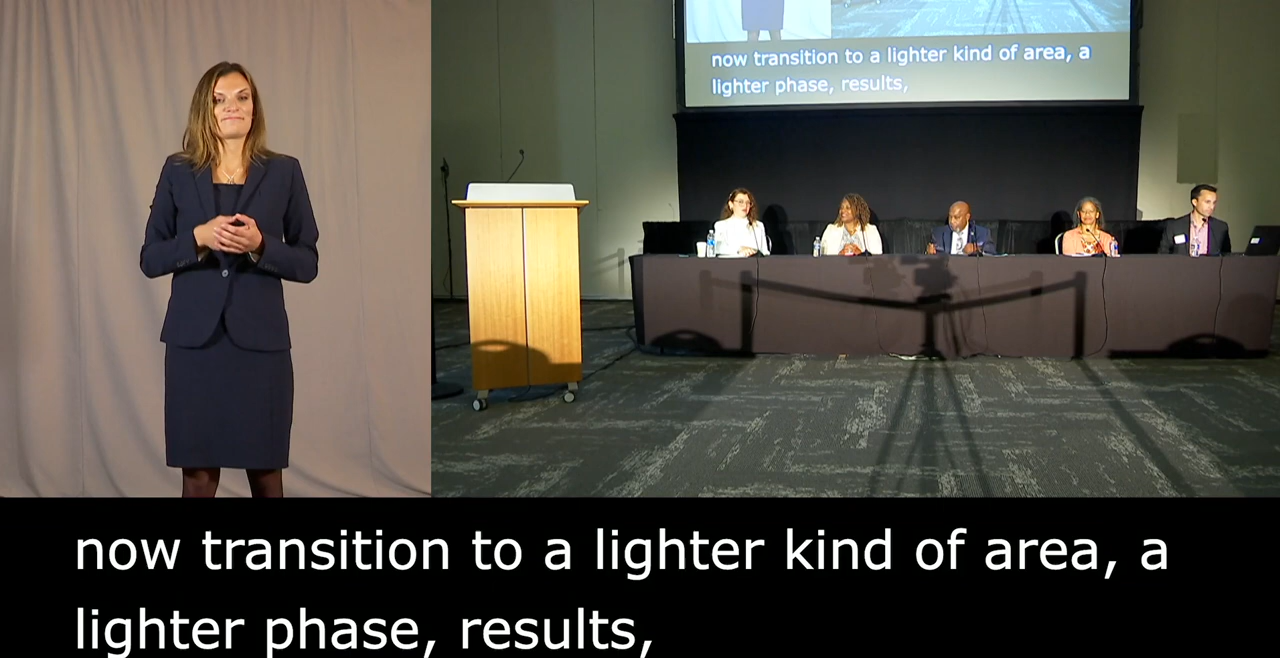 now transition to a lighter kind of area, a
lighter phase, results,
now transition to a lighter kind of area, a
lighter phase, results,